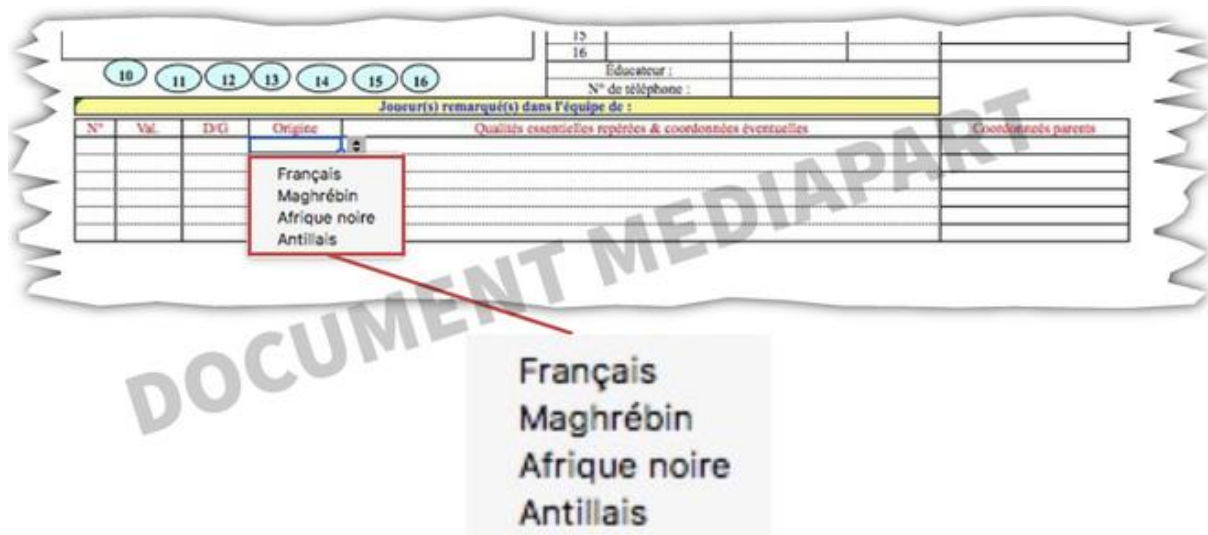 15
16
10 11 12 13 14 15 16
Éducateur :
N° de téléphone :
Joueur(s) remarqué(s) dans l'équipe de :
N° Val. D/G Origine Qualités essentielles repérées & coordonnées éventuelles Coordonneés parents
Français
Maghrébin
Afrique noire
Antillais
DOCUMENT MEDIAPART
Français
Maghrébin
Afrique noire
Antillais